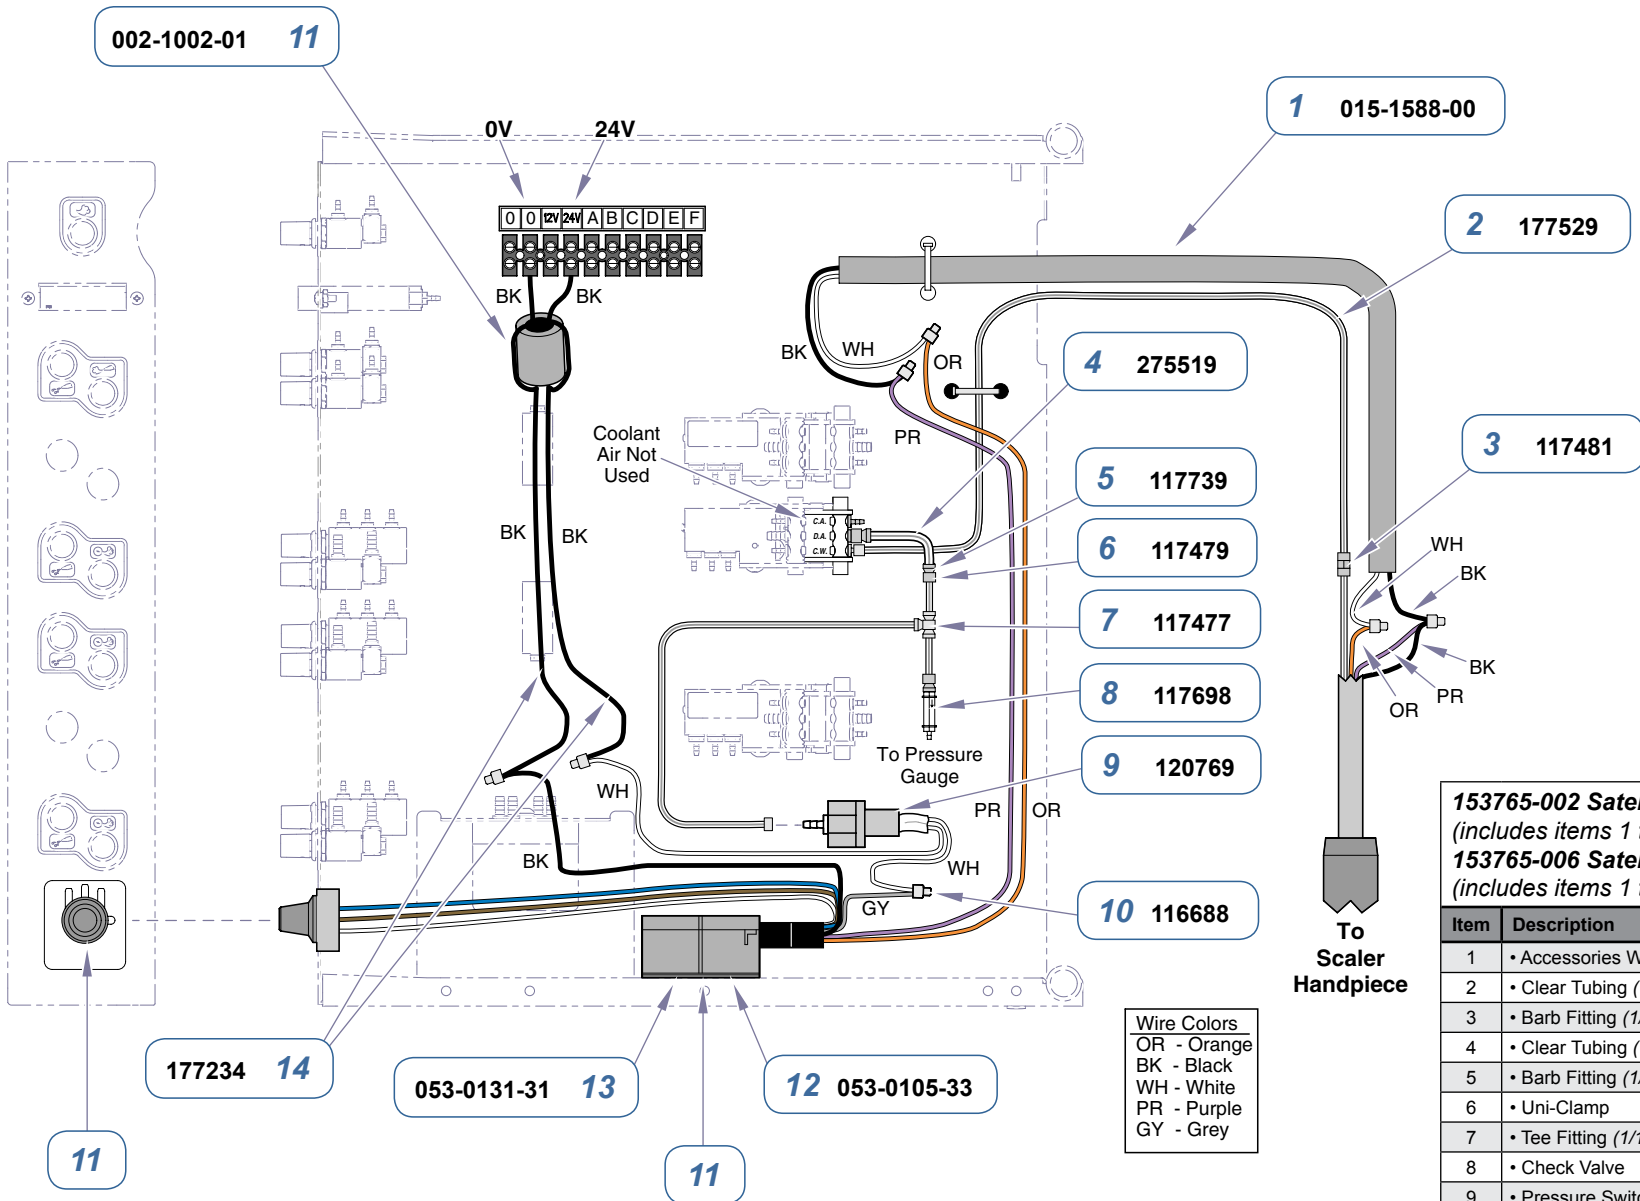 002-1002-01 11
1 015-1588-00
0V 24V
0 0 12V 24V A B C D E F
2 177529
BK BK
BK WH OR
4 275519
PR
Coolant
Air Not
Used
3 117481
5 117739
C.A.
D.A.
C.W.
6 117479
BK BK
WH
BK
7 117477
BK
PR
OR
8 117698
To Pressure
Gauge
9 120769
WH
PR OR
BK
WH
GY
10 116688
To
Scaler
Handpiece
177234 14
053-0131-31 13
12 053-0105-33
11
11
Wire Colors
OR - Orange
BK - Black
WH - White
PR - Purple
GY - Grey
153765-002
(includes items 1
153765-006
(includes items 1
Item Description
1 • Accessories
2 • Clear Tubing
3 • Barb Fitting
4 • Clear Tubing
5 • Barb Fitting
6 • Uni-Clamp
7 • Tee Fitting
8 • Check Valve
9 • Pressure